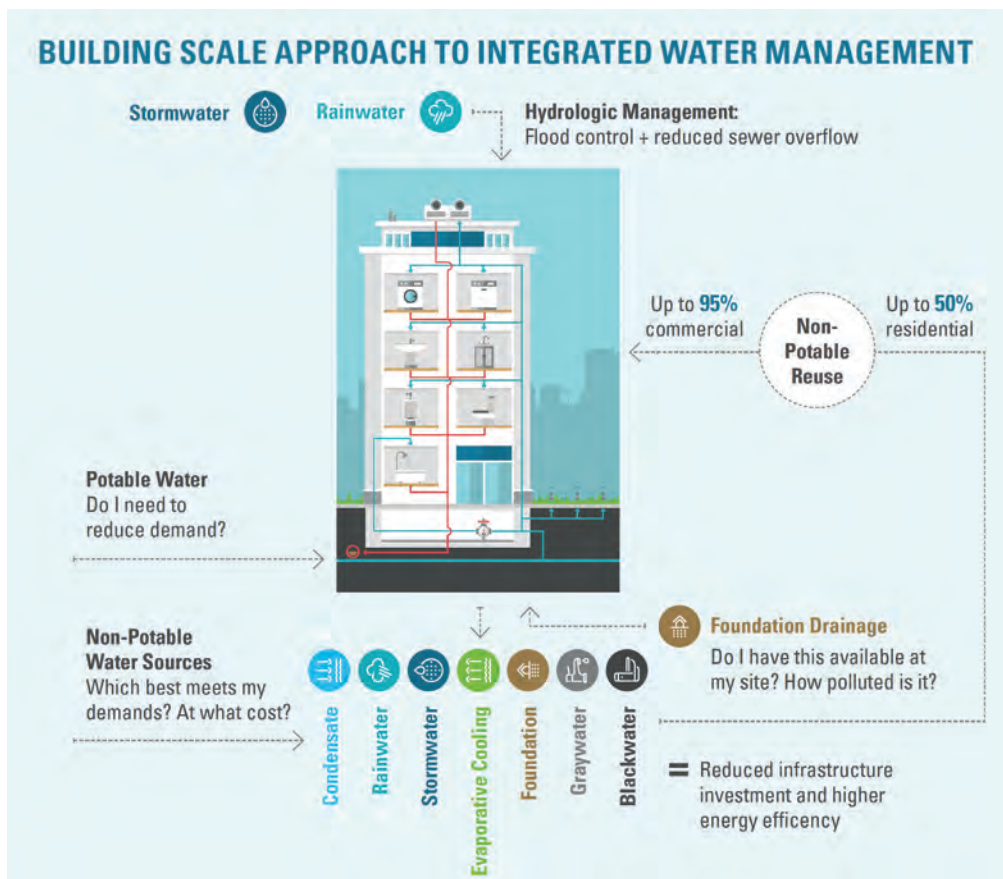 BUILDING SCALE APPROACH TO INTEGRATED WATER MANAGEMENT
Stormwater
Rainwater
Hydrologic Management:
Flood control + reduced sewer overflow
Up to 95%
commercial
Non-
Potable
Reuse
Up to 50%
residential
Potable Water
Do I need to
reduce demand?
Non-Potable
Water Sources
Which best meets my
demands? At what cost?
Foundation Drainage
Do I have this available at
my site? How polluted is it?
Condensate
Rainwater
Stormwater
Evaporative Cooling
Foundation
Graywater
Blackwater
= Reduced infrastructure
investment and higher
energy efficency